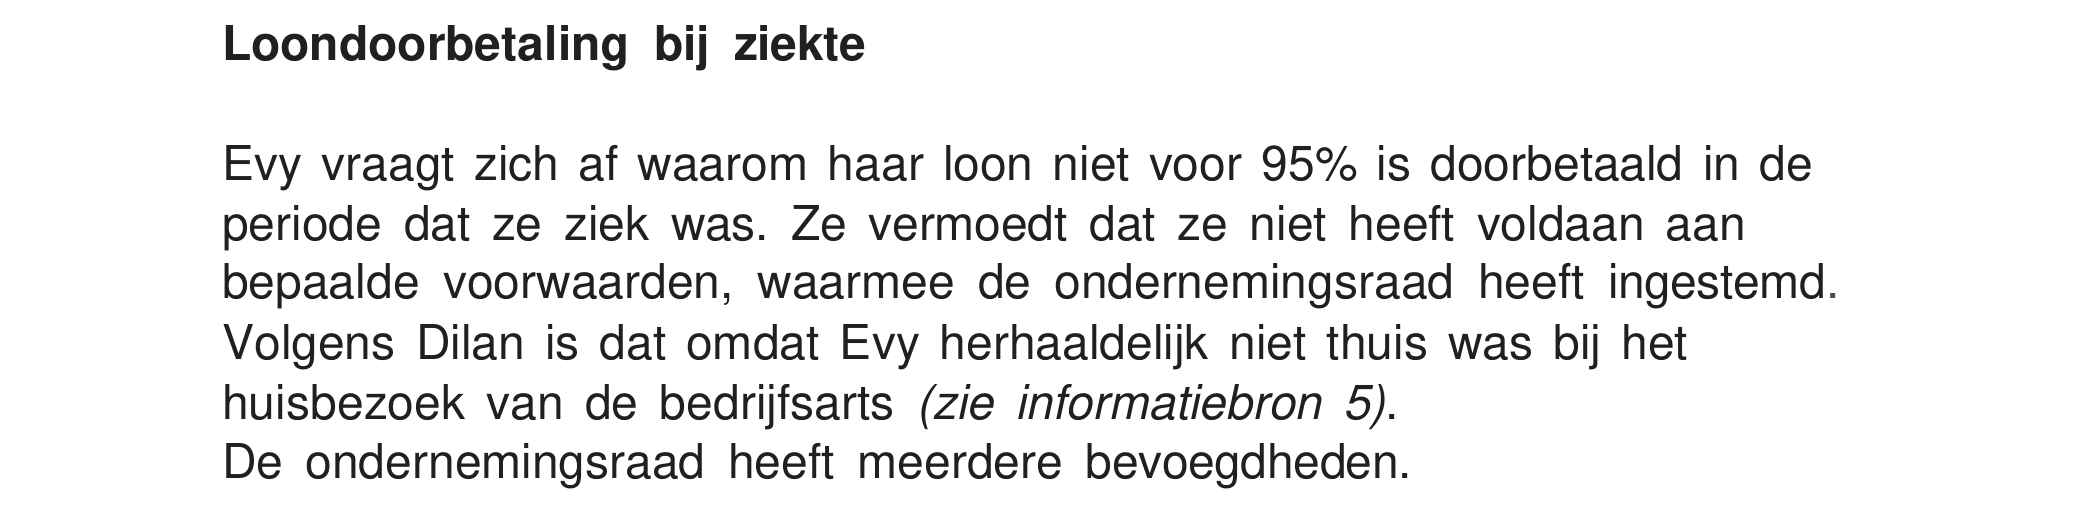 Loondoorbetaling bij ziekte
Evy vraagt zich af waarom haar loon niet voor 95% is doorbetaald in de
periode dat ze ziek was. Ze vermoedt dat ze niet heeft voldaan aan
bepaalde voorwaarden, waarmee de ondernemingsraad heeft ingestemd.
Volgens Dilan is dat omdat Evy herhaaldelijk niet thuis was bij het
huisbezoek van de bedrijfsarts (zie informatiebron 5).
De ondernemingsraad heeft meerdere bevoegdheden.